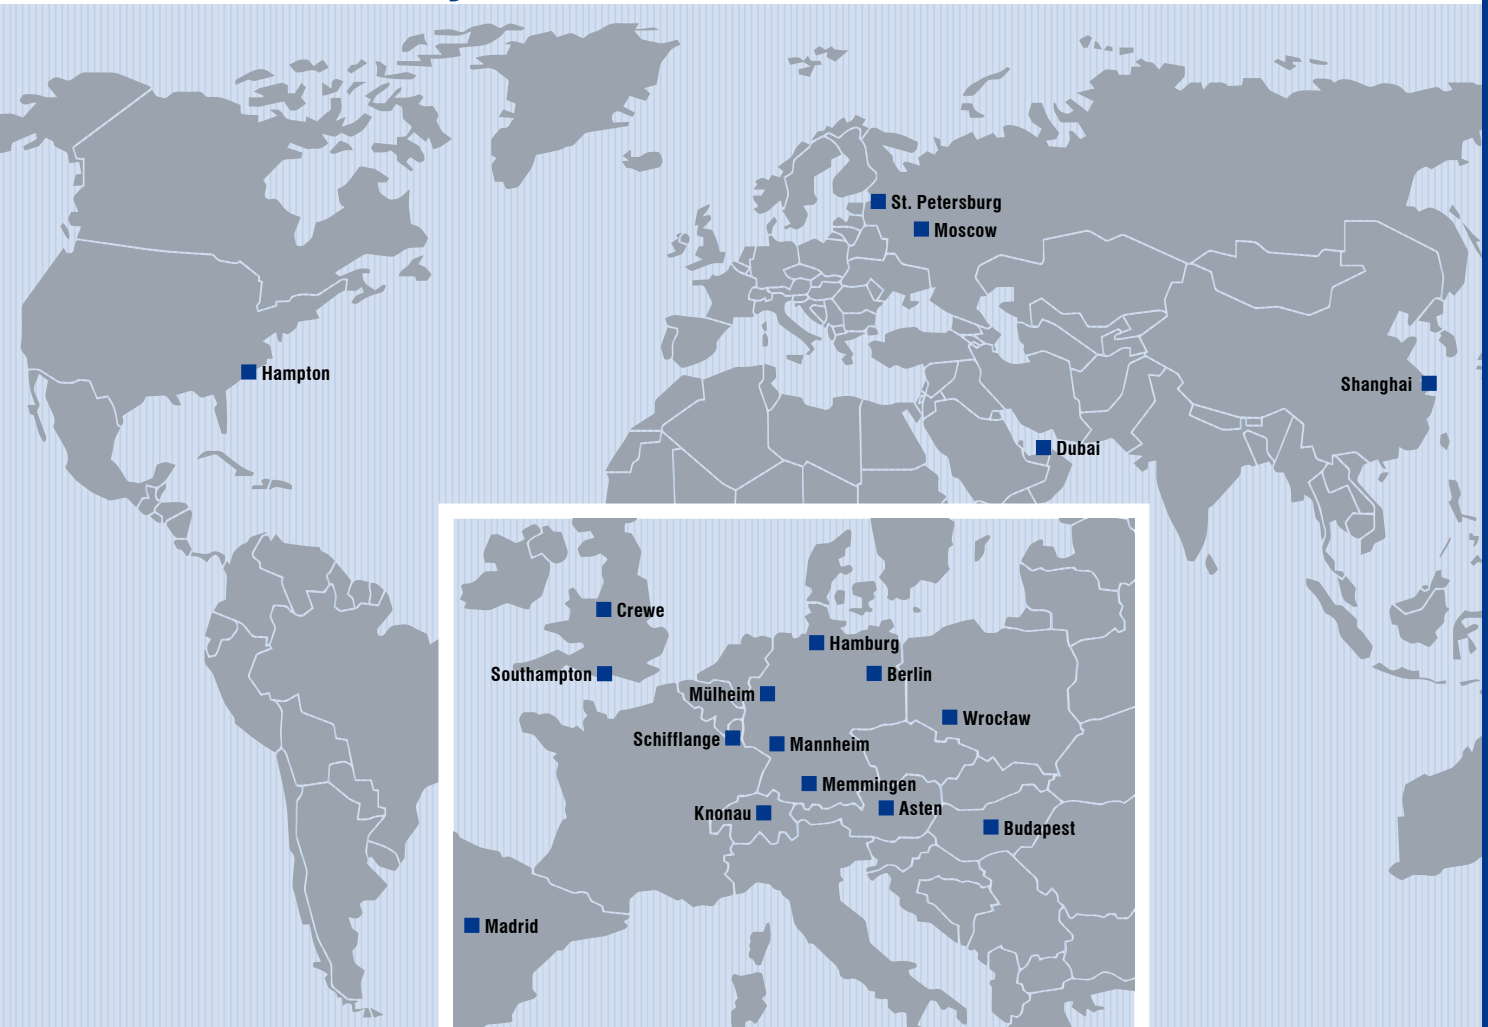 St. Petersburg
Moscow
Hampton
Shanghai
Dubai
Crewe
Hamburg
Southampton
Berlin
Mülheim
Wrocław
Schifflange
Mannheim
Memmingen
Knonau
Asten
Budapest
Madrid